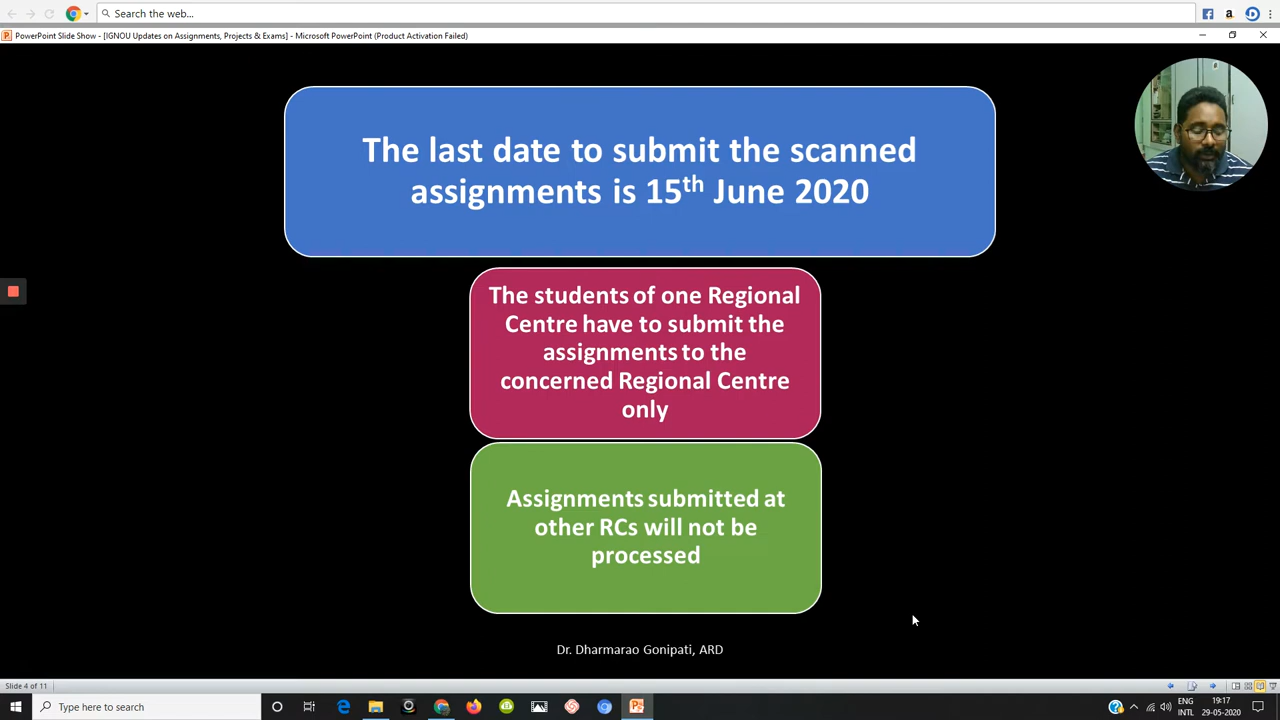 Search the web...
PowerPoint Slide Show - [IGNOU Updates on Assignments, Projects & Exams] - Microsoft PowerPoint (Product Activation Failed)
The last date to submit the scanned
assignments is 15th June 2020
The students of one Regional
Centre have to submit the
assignments to the
concerned Regional Centre
only
Assignments submitted at
other RCs will not be
processed
Dr. Dharmarao Gonipati, ARD
Slide 4 of 11
Type here to search
ENG
INTL
19:17
29-05-2020